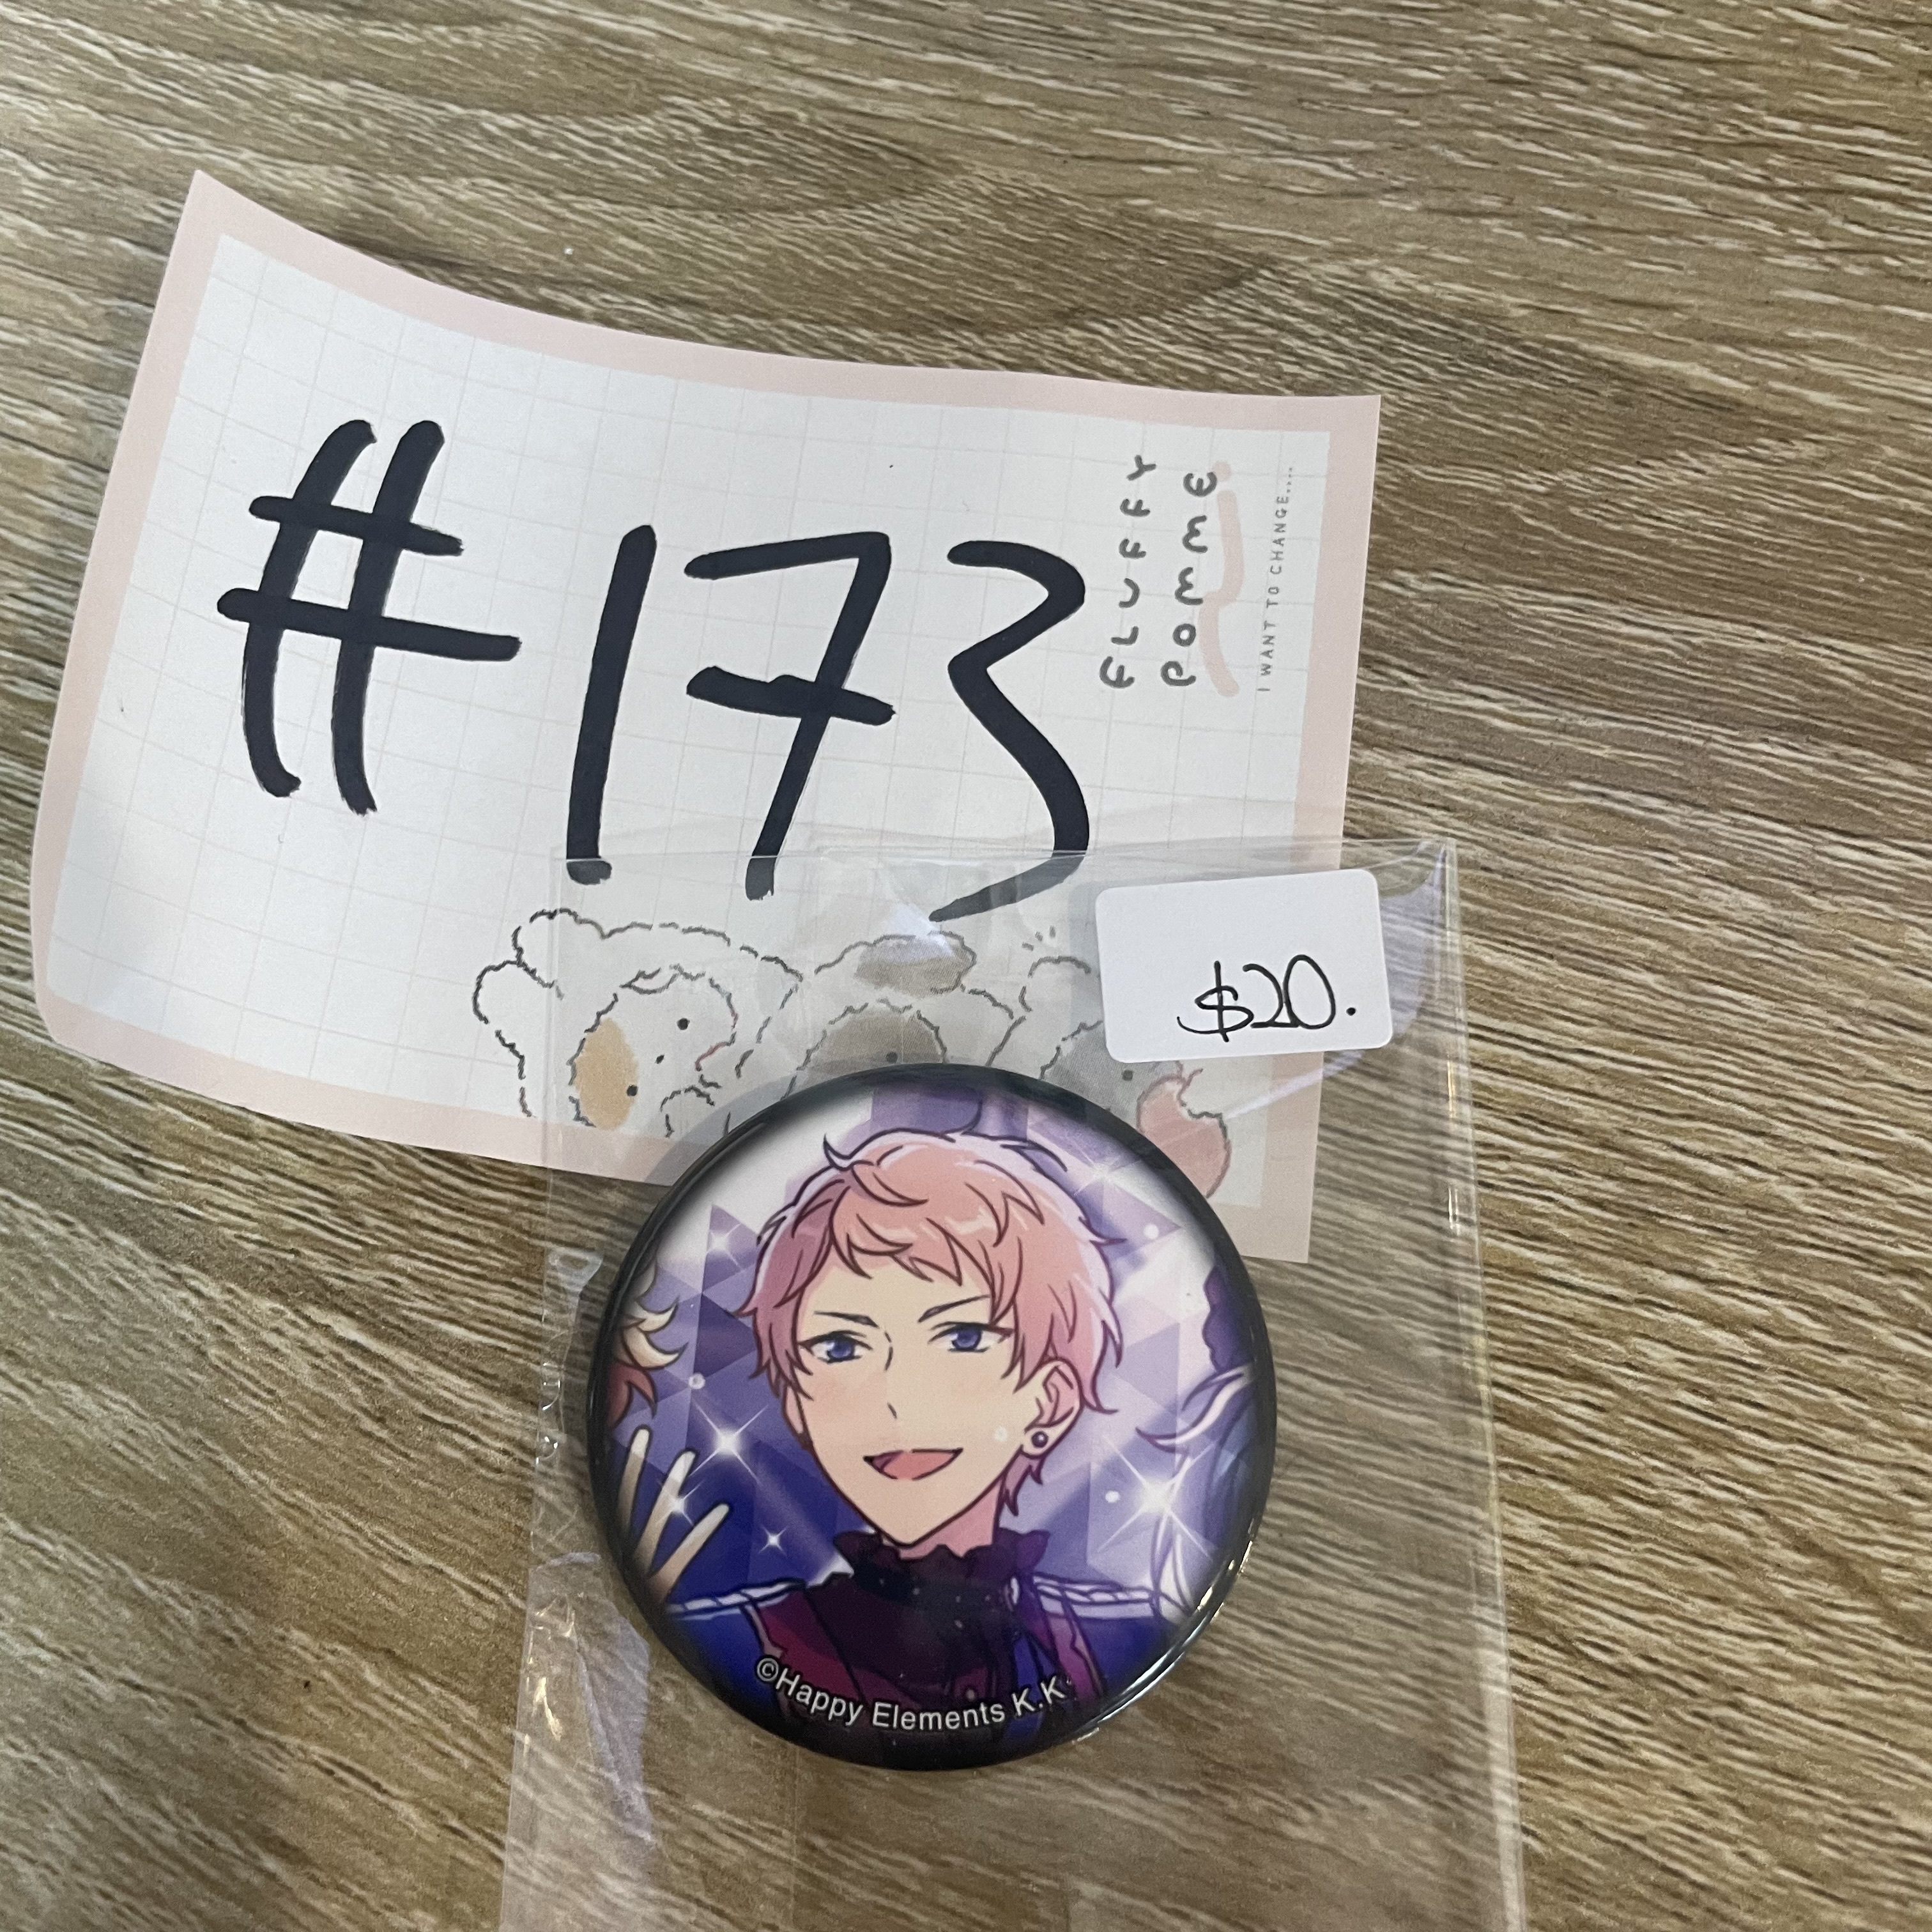 #173
FLUFFY
POMME
I WANT TO CHANGE....
$20.
©Happy Elements K.K